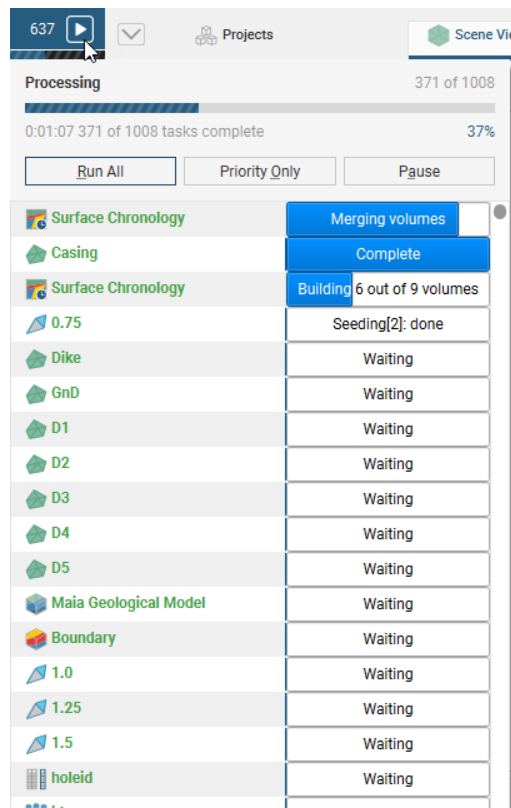 637
Projects
Scene Vi
Processing 371 of 1008
0:01:07 371 of 1008 tasks complete 37%
Run All Priority Only Pause
Surface Chronology Merging volumes
Casing Complete
Surface Chronology Building 6 out of 9 volumes
0.75 Seeding[2]: done
Dike Waiting
GnD Waiting
D1 Waiting
D2 Waiting
D3 Waiting
D4 Waiting
D5 Waiting
Maia Geological Model Waiting
Boundary Waiting
1.0 Waiting
1.25 Waiting
1.5 Waiting
holeid Waiting